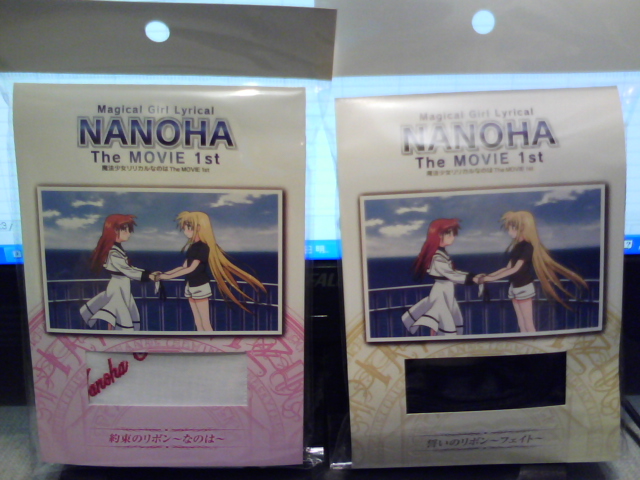 Magical Girl Lyrical
NANOHA
The MOVIE 1st
魔法少女リリカルなのは The MOVIE 1st
Nanoha
約束のリボン～なのは～
Magical Girl Lyrical
NANOHA
The MOVIE 1st
魔法少女リリカルなのは The MOVIE 1st
誓いのリボン～フェイト～